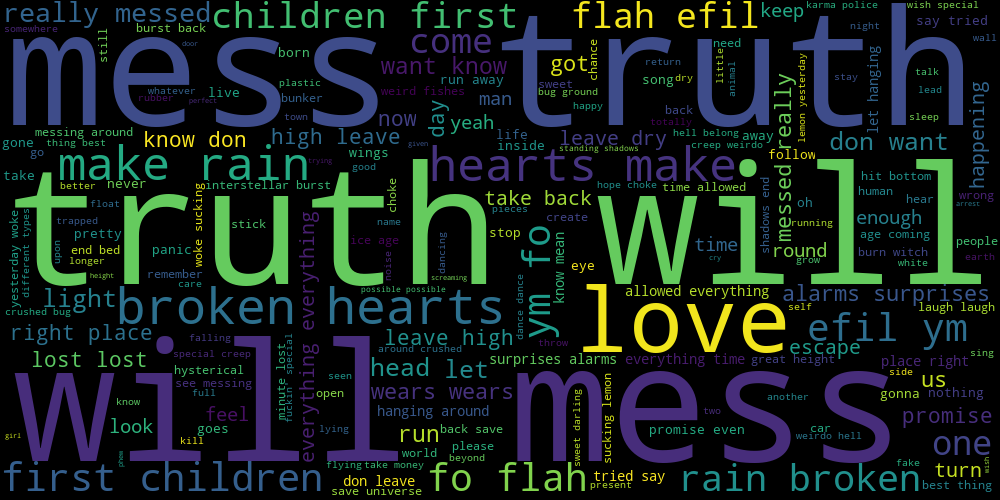 really messed children first flah efil keep karma police wish special
somewhere burst back come say tried
mess truth
still born want know got chance need night wall
plastic run away sweet song dry little animal return stay talk
whatever live bunker weird fishes man bug ground happy lead
rubber perfect town now day yeah back totally sleep
door let hanging happening lemon yesterday
messing around know don high leave life leave dry hell belong away don want
gone thing best inside standing shadows creep weirdo
go make rain wings hearts make follow
take good given trying messed really hit bottom wrong
better never interstellar burst choke take back hope choke time allowed human
truth will
float woke sucking stick name pieces create shadows end oh hear arrest
trapped upon pretty panic stop running enough age coming
yesterday woke different types end bed ice age noise dancing fo know mean time round burn witch people
longer remember screaming eye cry grow white earth
height care possible possible allowed everything self
light broken hearts ym love alarms surprises
crushed bug everything everything dance dance laugh laugh
right place falling leave high throw efil ym
lost lost special creep minute lost around crushed surprises alarms everything time great height escape place right sing
hysterical fuckin special seen head let side us
see messing full open wears wears sweet darling sucking lemon another gonna nothing
will mess
know feel hanging around two promise
look goes lying run back save promise even car one
girl kill world please weirdo hell
phew beyond fake turn wish
first children flying take money fo flah tried say rain broken
don leave present best thing
save universe